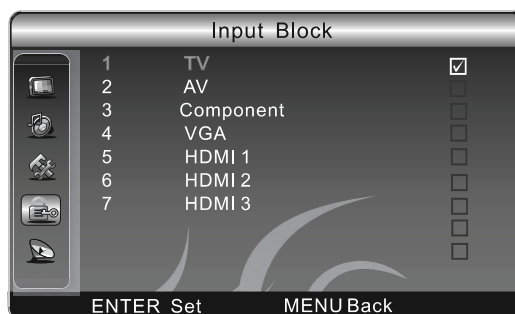 Input Block
1 TV
2 AV
3 Component
4 VGA
5 HDMI 1
6 HDMI 2
7 HDMI 3
ENTER Set MENU Back